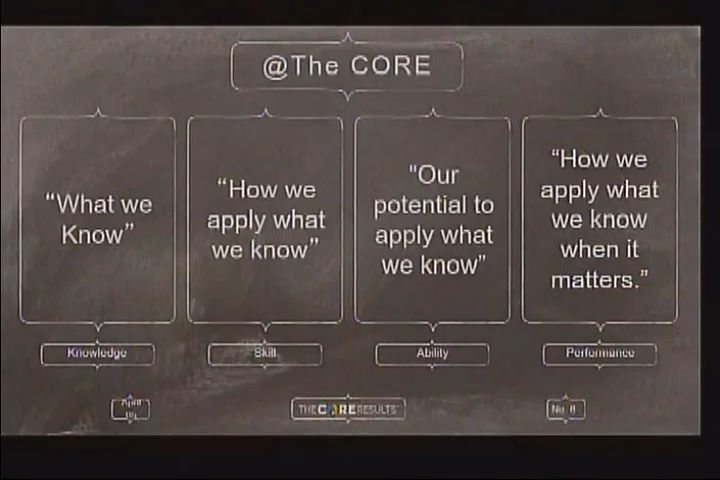 @The CORE
“What we
Know”
“How we
apply what
we know”
"Our
potential to
apply what
we know”
“How we
apply what
we know
when it
matters.”
Knowledge
Skill
Ability
Performance
April
THE CORE RESULTS